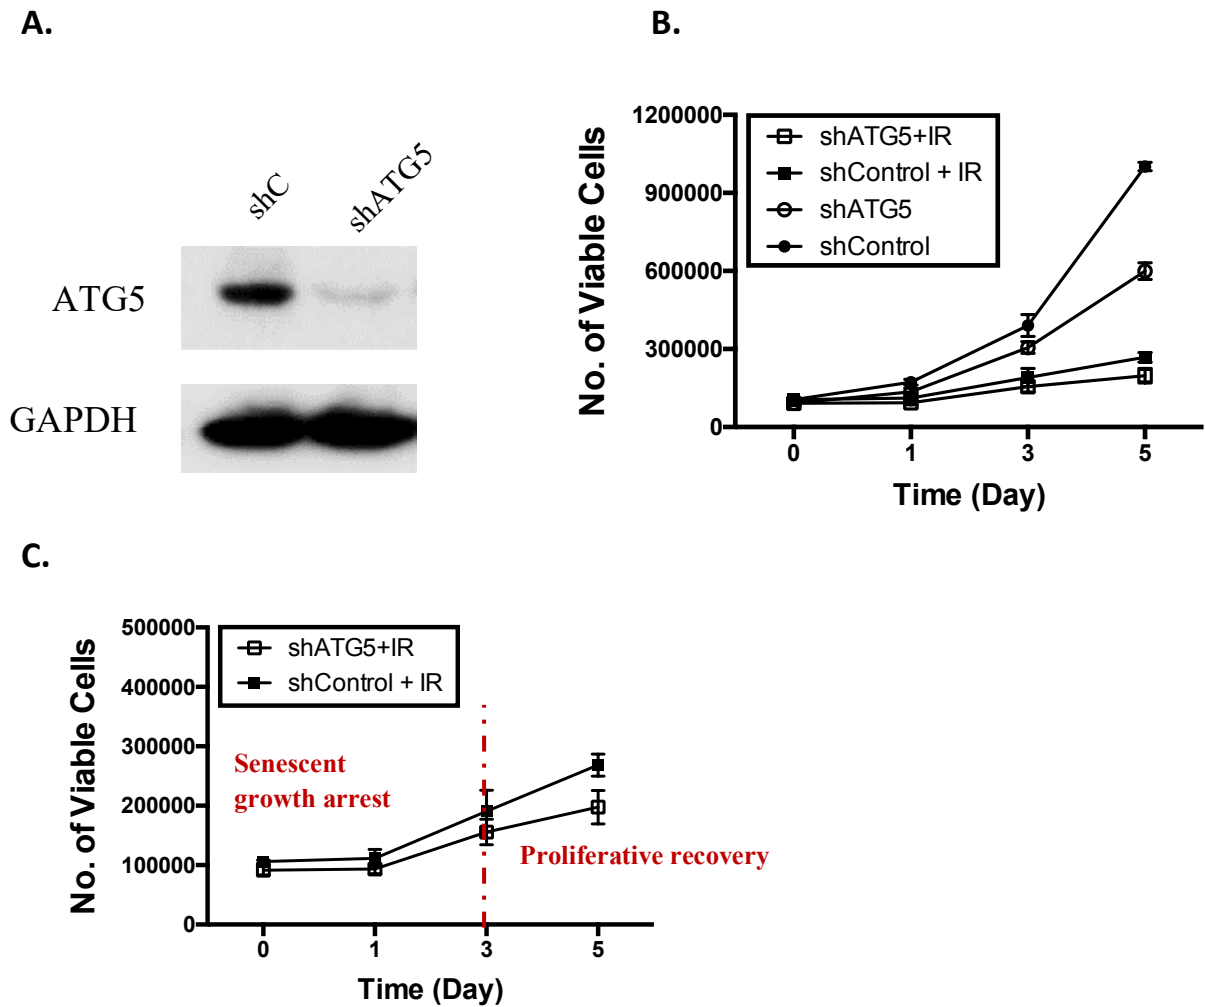 A.
shC
shATG5
ATG5
GAPDH
B.
No. of Viable Cells
1200000
900000
600000
300000
0
shATG5+IR
shControl + IR
shATG5
shControl
0 1 3 5
Time (Day)
C.
No. of Viable Cells
500000
400000
300000
200000
100000
0
shATG5+IR
shControl + IR
Senescent
growth arrest
Proliferative recovery
0 1 3 5
Time (Day)